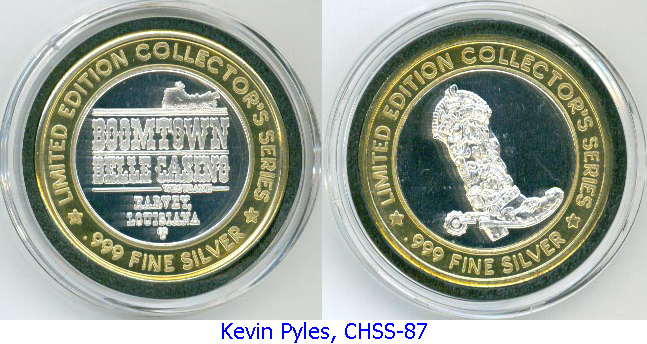 LIMITED EDITION COLLECTOR'S SERIES
BOOMTOWN
BELLE CASINO
WESTBANK
HARVEY
LOUISIANA
.999 FINE SILVER
LIMITED EDITION COLLECTOR'S SERIES
.999 FINE SILVER
Kevin Pyles, CHSS-87